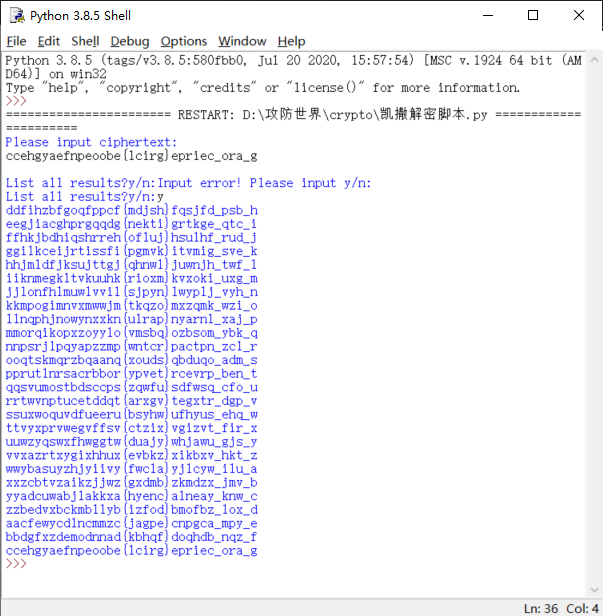 Python 3.8.5 Shell
File Edit Shell Debug Options Window Help
Python 3.8.5 (tags/v3.8.5:580fbb0, Jul 20 2020, 15:57:54) [MSC v.1924 64 bit (AM
D64)] on win32
Type "help", "copyright", "credits" or "license()" for more information.
>>>
======================= RESTART: D:\攻防世界\crypto\凯撒解密脚本.py ============
==========
Please input ciphertext:
ccehgyaefnpeoobe{lcirg}epriec_ora_g
List all results?y/n:Input error! Please input y/n:
List all results?y/n:y
ddfihzbfgoqfppcf{mdjsh}fqsjfd_psb_h
eegjiacghprgqqdg{nekti}grtkge_qtc_i
ffhkjbdhiqshrreh{ofluj}hsulhf_rud_j
ggilkceijrtissfi{pgmvk}itvmig_sve_k
hhjmldfjksujttgj{qhnwl}juwnjh_twf_l
iiknmegkltvkuuhk{rioxm}kvxoki_uxg_m
jjlonfhlmuwlvvil{sjpyn}lwyplj_vyh_n
kkmpogimnvxmwwjm{tkqzo}mxzqmk_wzi_o
llnqphjnowynxxkn{ulrap}nyarnl_xaj_p
mmorqikopxzoyylo{vmsbq}ozbsom_ybk_q
nnpsrjlpqyapzzmp{wntcr}pactpn_zcl_r
ooqtskmqrzbqaanq{xouds}qbduqo_adm_s
pprutlnrsacrbbor{ypvet}rcevrp_ben_t
qqsvumostbdsccps{zqwfu}sdfwsq_cfo_u
rrtwvnptucetddqt{arxgv}tegxtr_dgp_v
ssuxwoquvdfueeru{bsyhw}ufhyus_ehq_w
ttvyxprvwegvffsv{ctzix}vgizvt_fir_x
uuwzyqswxfhwggtw{duajy}whjawu_gjs_y
vvxazrtxygixhhux{evbkz}xikbxv_hkt_z
wwybasuyzhjyiivy{fwcla}yjlcyw_ilu_a
xxzcbtvzaikzjjwz{gxdmb}zkmdzx_jmv_b
yyadcuwabjlakkxa{hyenc}alneay_knw_c
zzbedvxbckmbllyb{izfod}bmofbz_lox_d
aacfewycdlncmmzc{jagpe}cnpgca_mpy_e
bbdgfxzdemodnnad{kbhqf}doqhdb_nqz_f
ccehgyaefnpeoobe{lcirg}epriec_ora_g
>>>
Ln: 36 Col: 4